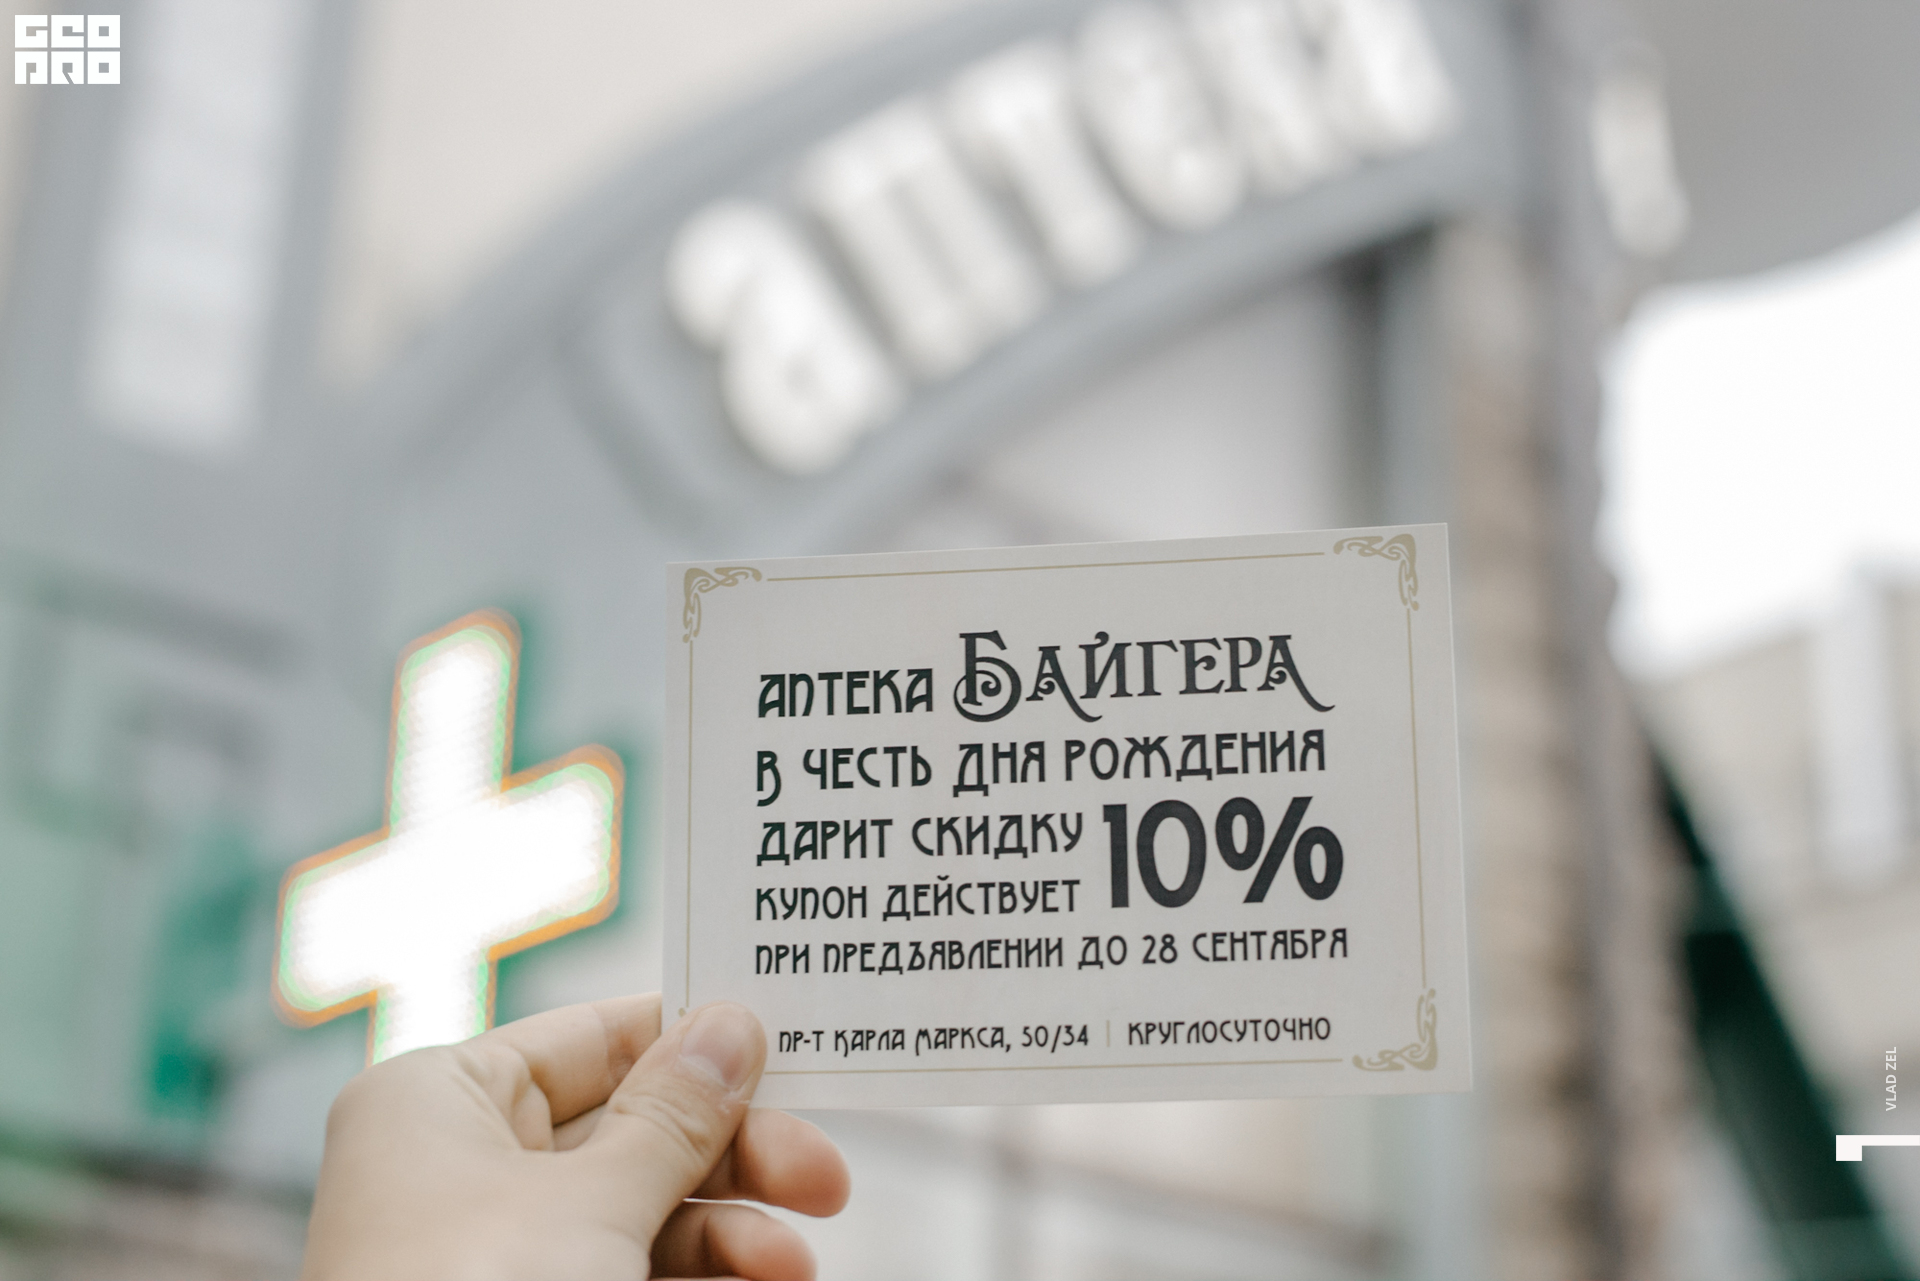 GEO
PRO
аптека
АПТЕКА БАЙГЕРА
В ЧЕСТЬ ДНЯ РОЖДЕНИЯ
ДАРИТ СКИДКУ 10%
КУПОН ДЕЙСТВУЕТ
ПРИ ПРЕДЪЯВЛЕНИИ ДО 28 СЕНТЯБРЯ
ПР-Т КАРЛА МАРКСА, 50/34 | КРУГЛОСУТОЧНО
VLAD ZEL